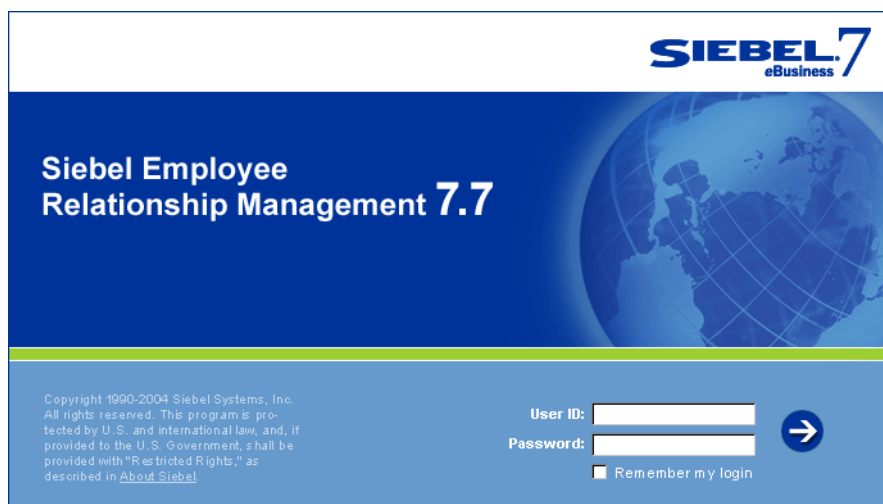 SIEBEL.7
eBusiness
Siebel Employee
Relationship Management 7.7
Copyright 1990-2004 Siebel Systems, Inc.
All rights reserved. This program is pro-
tected by U.S. and international law, and, if
provided to the U.S. Government, shall be
provided with "Restricted Rights," as
described in About Siebel.
User ID:
Password:
Remember my login